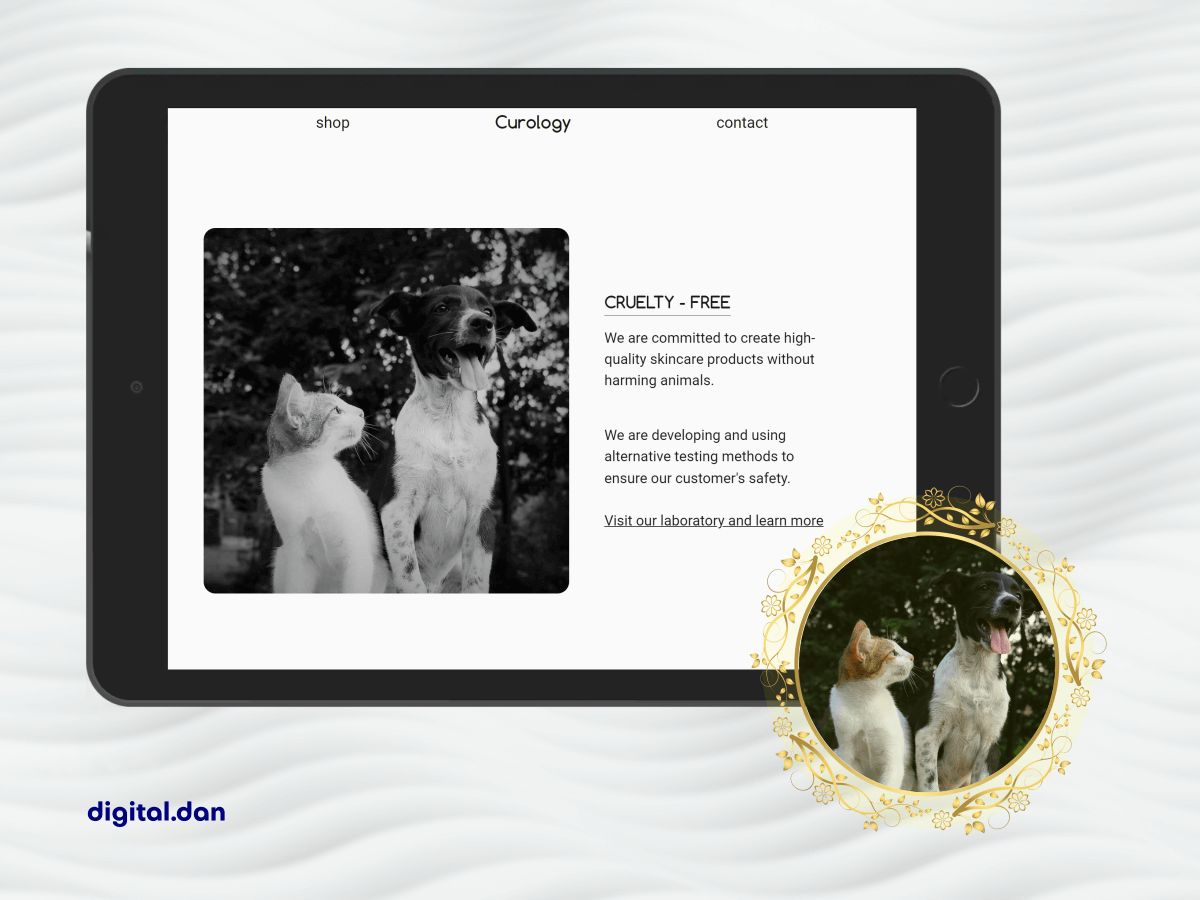 shop
Curology
contact
CRUELTY - FREE
We are committed to create high-
quality skincare products without
harming animals.
We are developing and using
alternative testing methods to
ensure our customer's safety.
Visit our laboratory and learn more
digital.dan